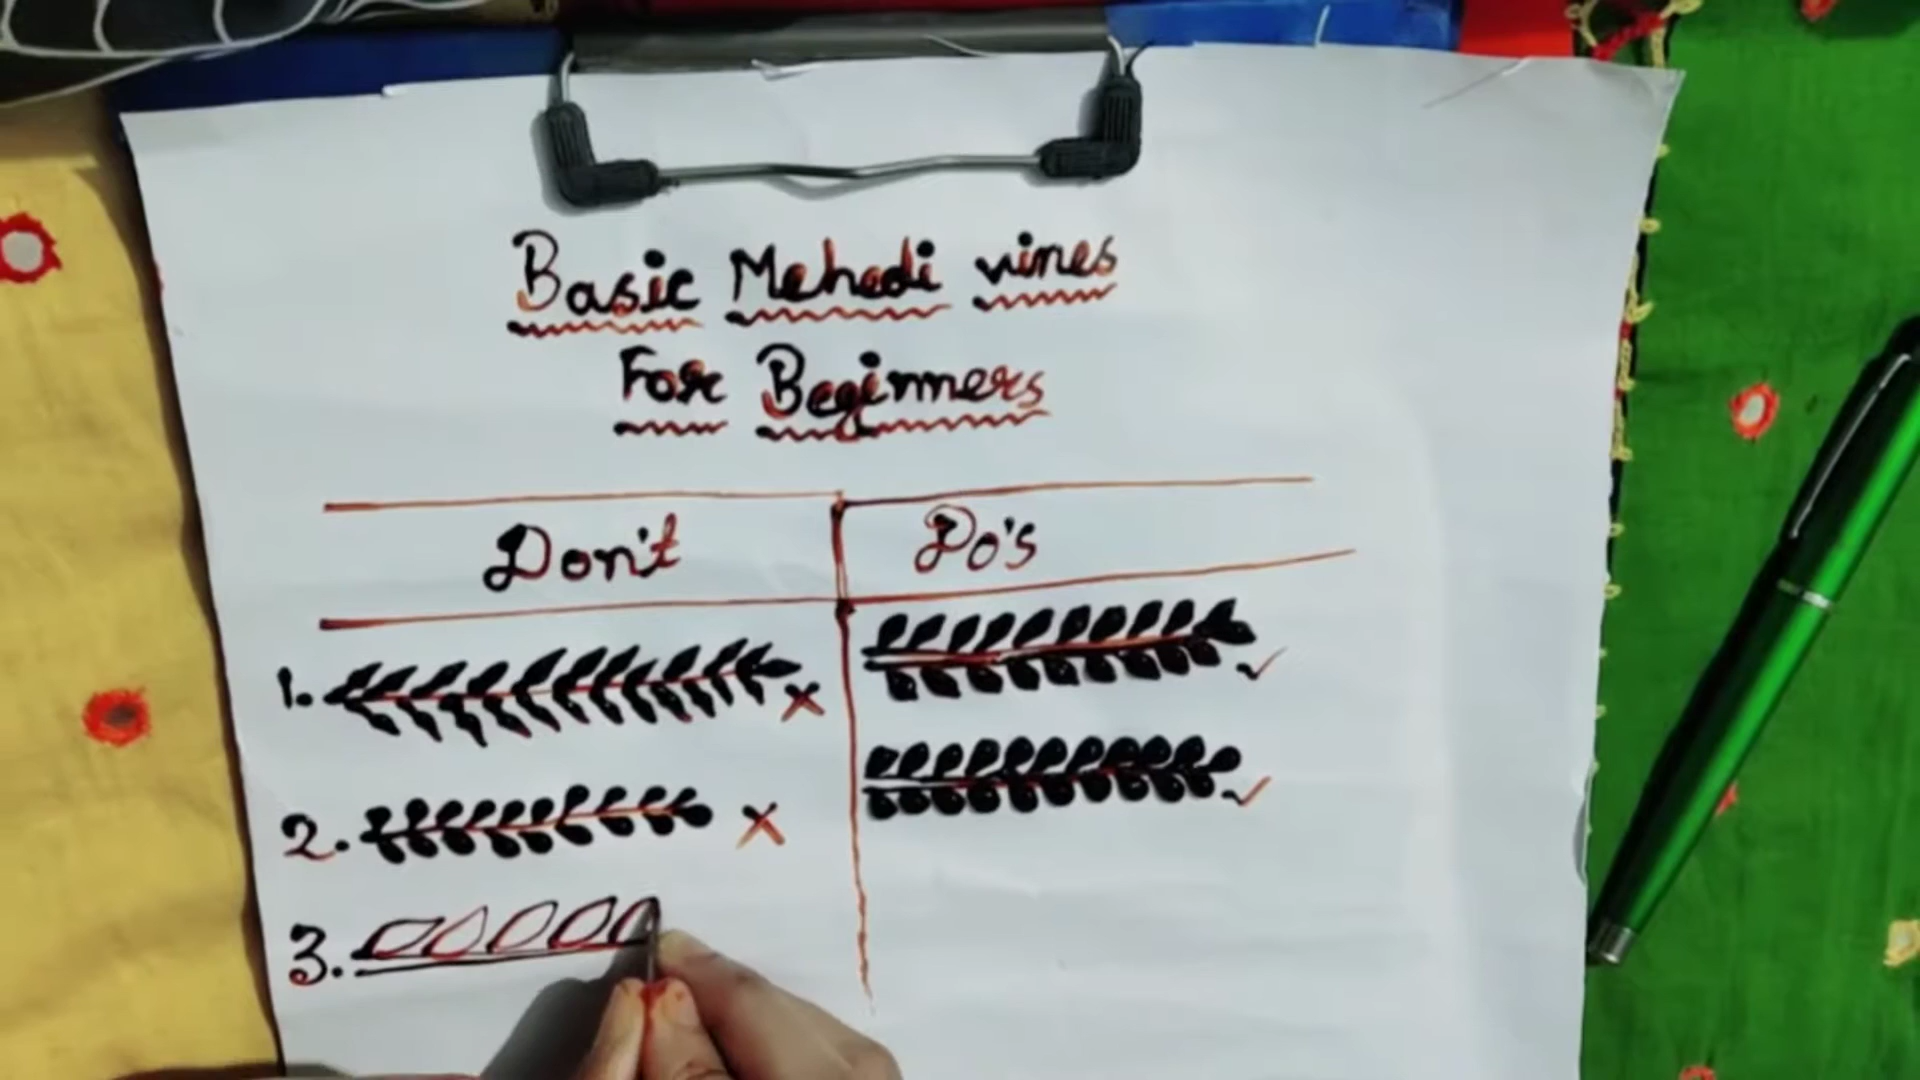 Basic Mehedi vines
For Beginners
Don't
Do's
1.
2.
3.